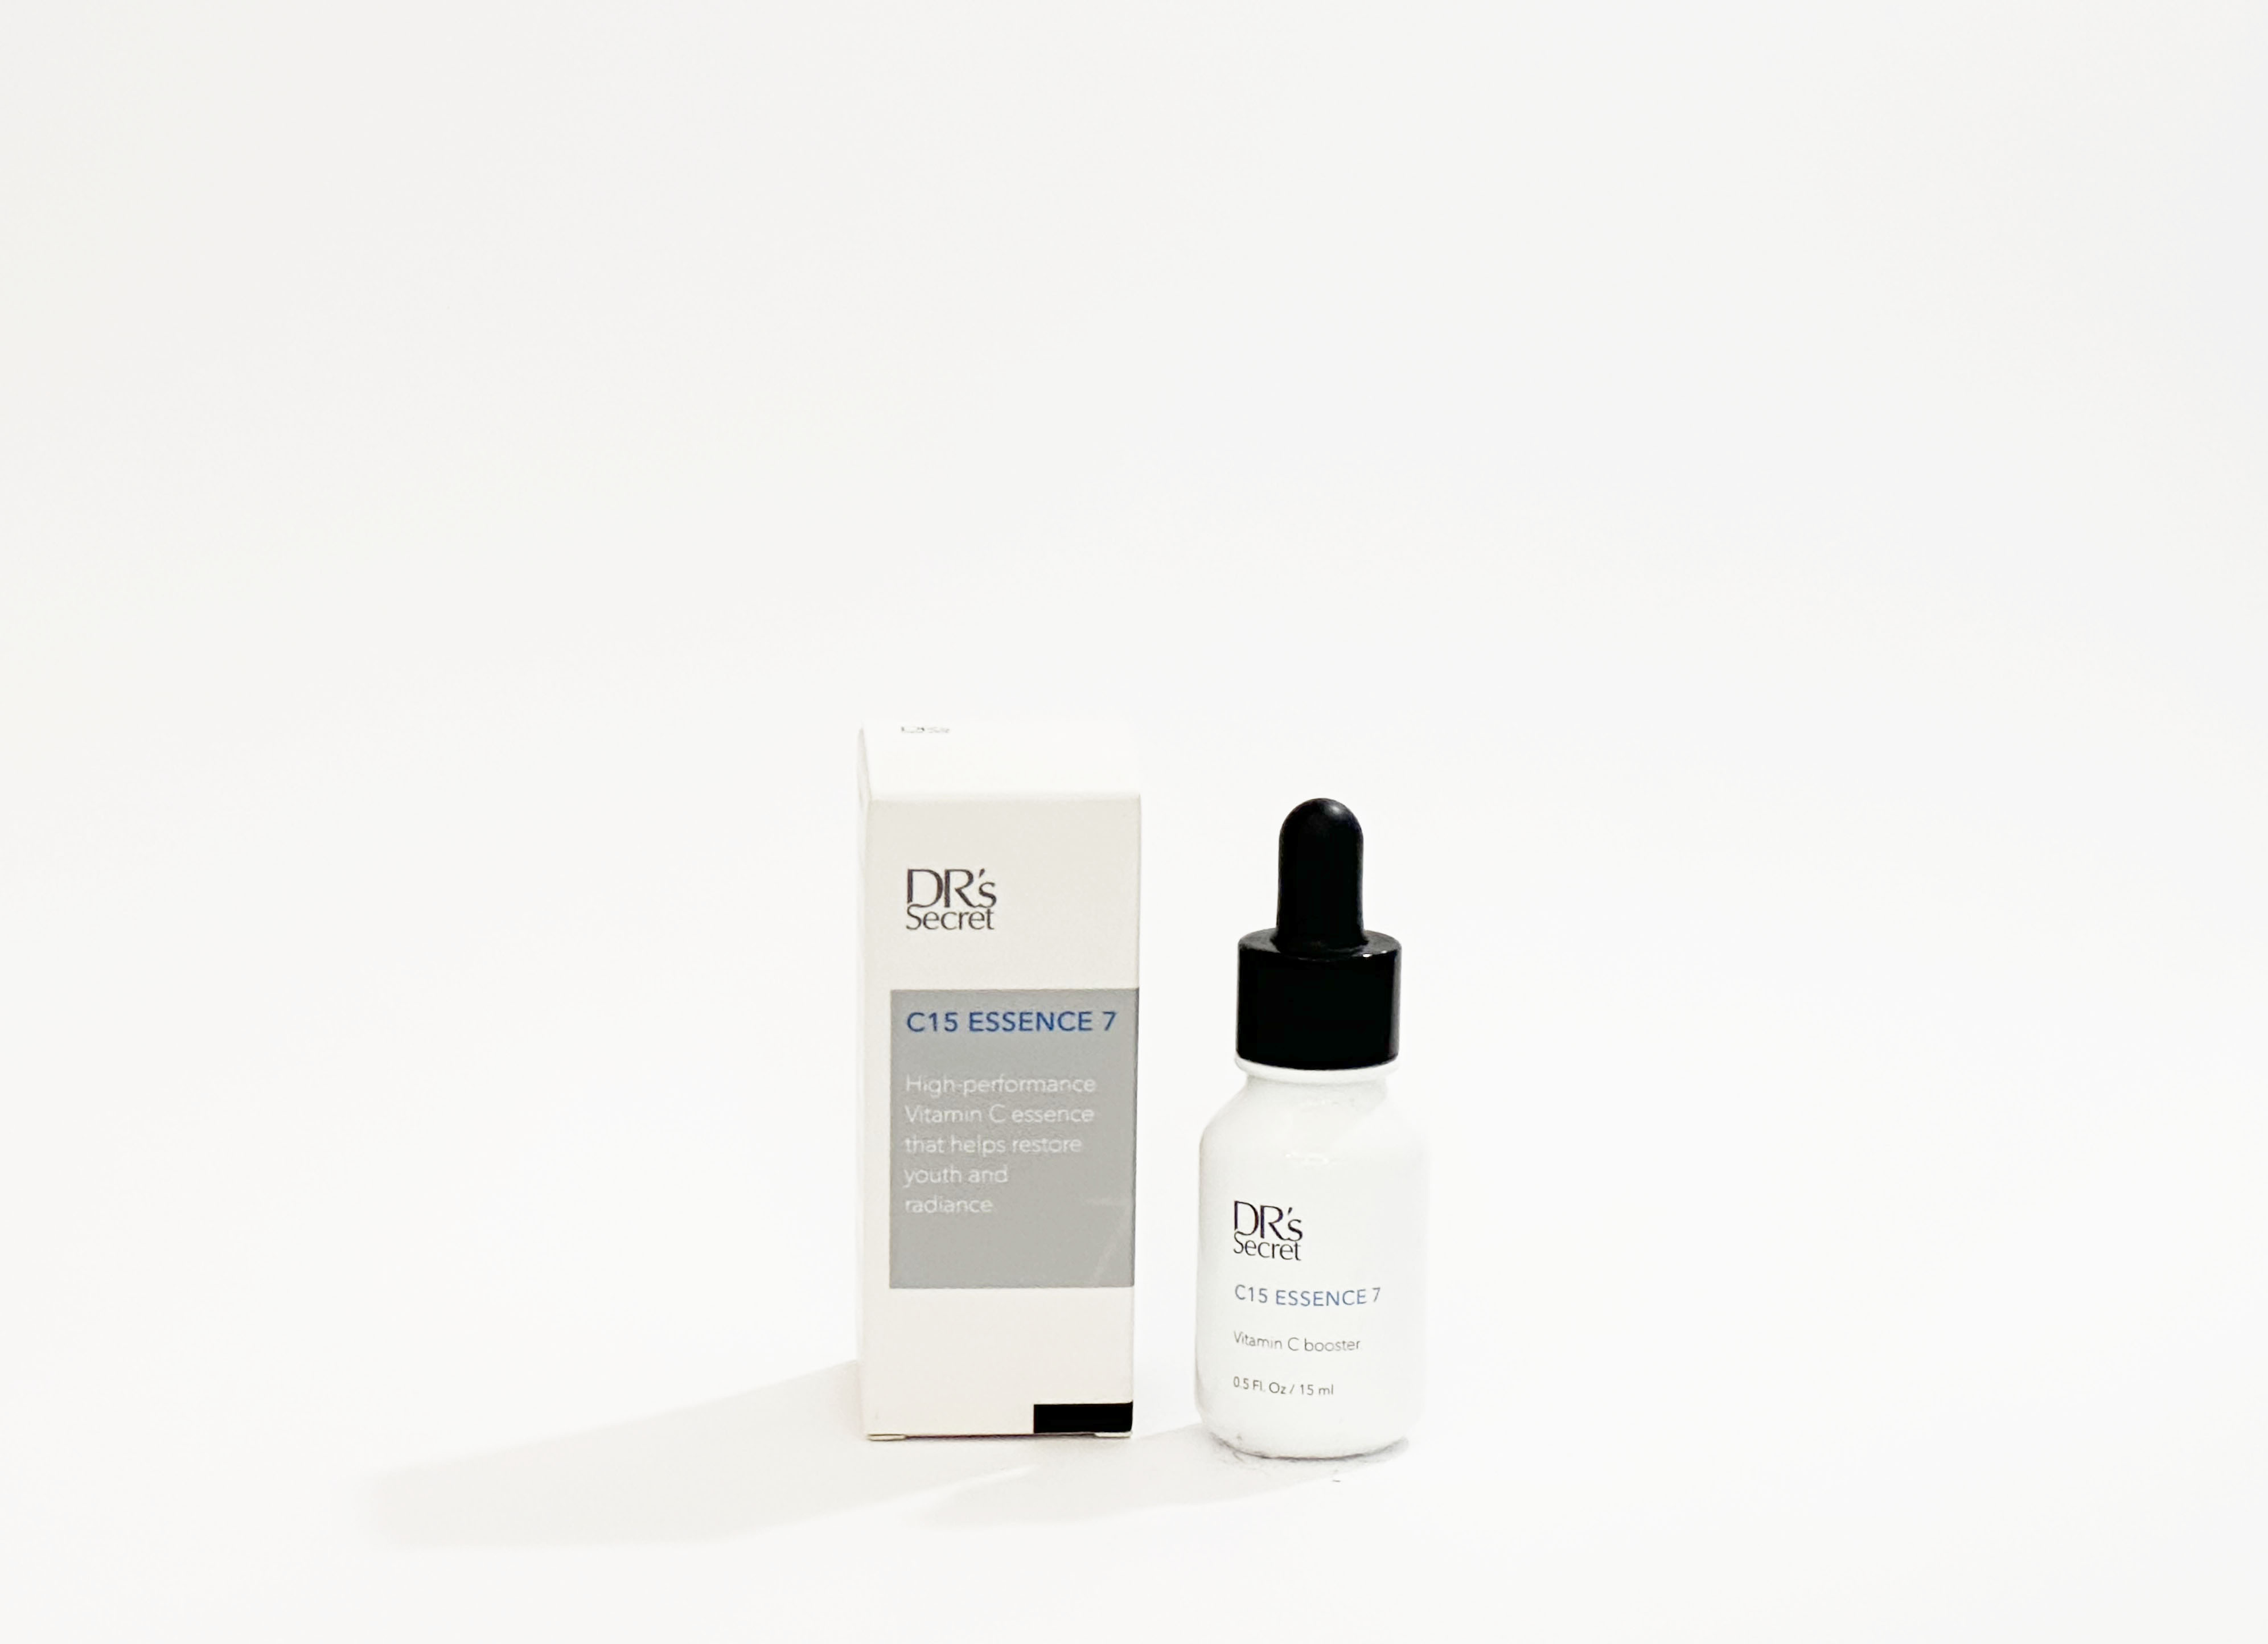 DR's
Secret
C15 ESSENCE 7
High-performance
Vitamin C essence
that helps restore
youth and
radiance
7
DR's
Secret
C15 ESSENCE 7
Vitamin C booster
0.5 Fl. Oz / 15 ml